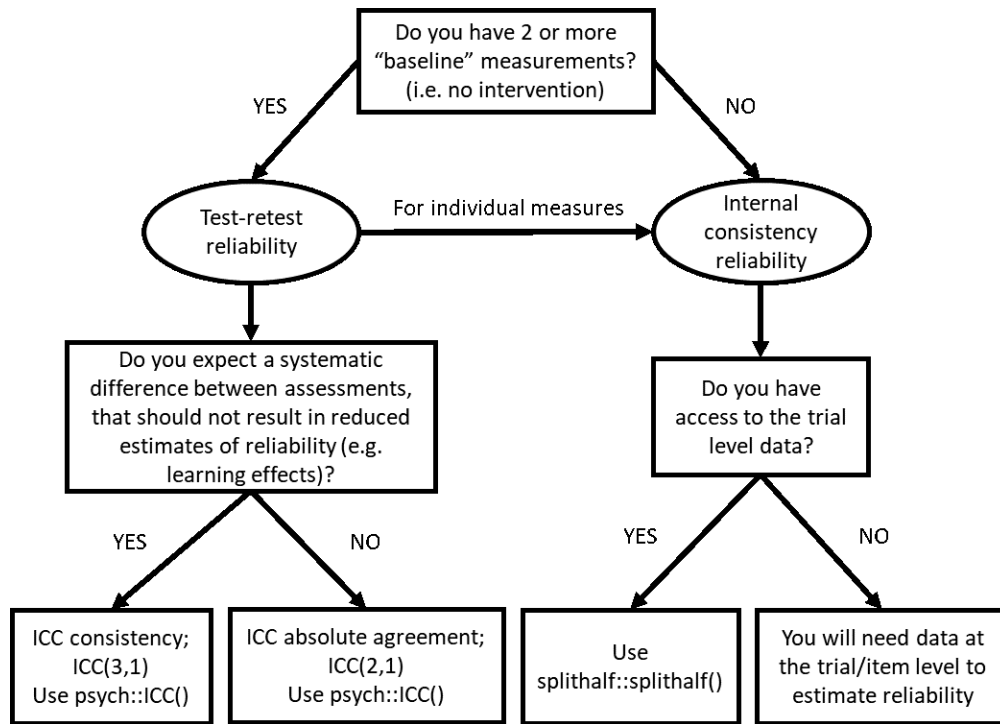 Do you have 2 or more
“baseline” measurements?
(i.e. no intervention)
YES
NO
Test-retest
reliability
For individual measures
Internal
consistency
reliability
Do you expect a systematic
difference between assessments,
that should not result in reduced
estimates of reliability (e.g.
learning effects)?
Do you have
access to the trial
level data?
YES
NO
YES
NO
ICC consistency;
ICC(3,1)
Use psych::ICC()
ICC absolute agreement;
ICC(2,1)
Use psych::ICC()
Use
splithalf::splithalf()
You will need data at
the trial/item level to
estimate reliability